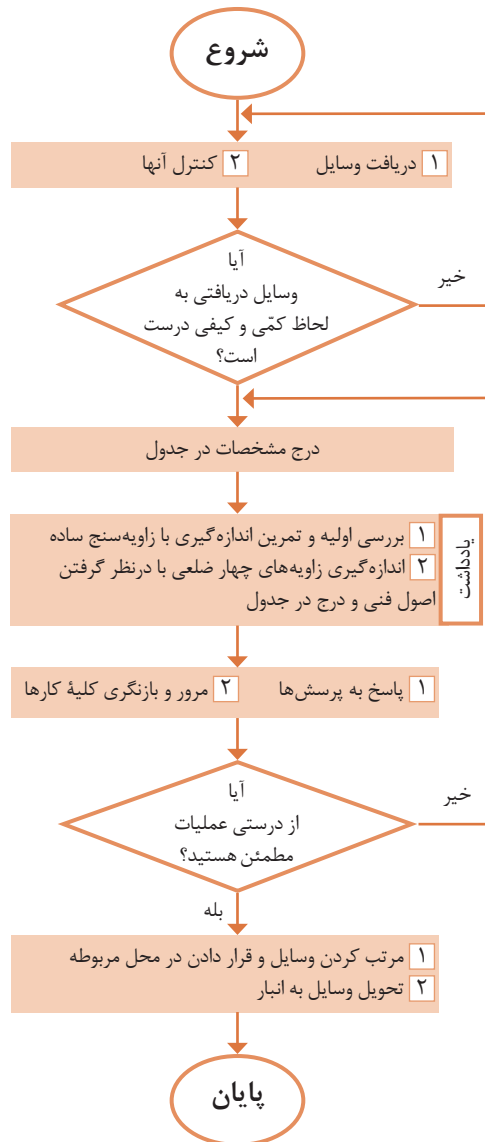 شروع
۱ دریافت وسایل ۲ کنترل آنها
آیا
وسایل دریافتی به
لحاظ کمّی و کیفی درست
است؟
خیر
درج مشخصات در جدول
یادداشت
۱ بررسی اولیه و تمرین اندازه‌گیری با زاویه‌سنج ساده
۲ اندازه‌گیری زاویه‌های چهار ضلعی با درنظر گرفتن
اصول فنی و درج در جدول
۱ پاسخ به پرسش‌ها ۲ مرور و بازنگری کلیهٔ کارها
آیا
از درستی عملیات
مطمئن هستید؟
خیر
بله
۱ مرتب کردن وسایل و قرار دادن در محل مربوطه
۲ تحویل وسایل به انبار
پایان